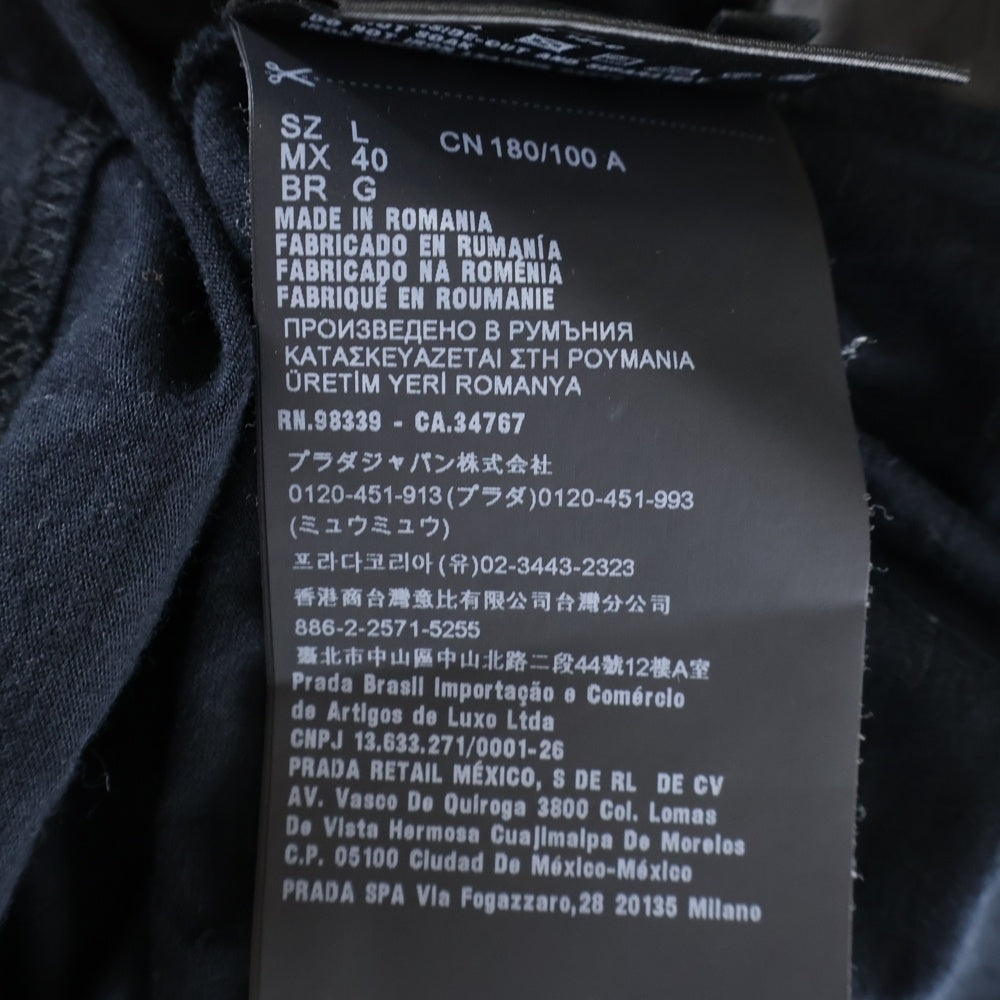 SZ L
MX 40
BR G
CN 180/100 A
MADE IN ROMANIA
FABRICADO EN RUMANÍA
FABRICADO NA ROMÊNIA
FABRIQUÉ EN ROUMANIE
ПРОИЗВЕДЕНО В РУМЪНИЯ
ΚΑΤΑΣΚΕΥΑΖΕΤΑΙ ΣΤΗ ΡΟΥΜΑΝΙΑ
ÜRETİM YERİ ROMANYA
RN.98339 - CA.34767
プラダジャパン株式会社
0120-451-913(プラダ)0120-451-993
(ミュウミュウ)
프라다코리아(유)02-3443-2323
香港商台灣意比有限公司台灣分公司
886-2-2571-5255
臺北市中山區中山北路二段44號12樓A室
Prada Brasil Importação e Comércio
de Artigos de Luxo Ltda
CNPJ 13.633.271/0001-26
PRADA RETAIL MÉXICO, S DE RL DE CV
AV. Vasco De Quiroga 3800 Col. Lomas
De Vista Hermosa Cuajimalpa De Morelos
C.P. 05100 Ciudad De México-México
PRADA SPA Via Fogazzaro,28 20135 Milano